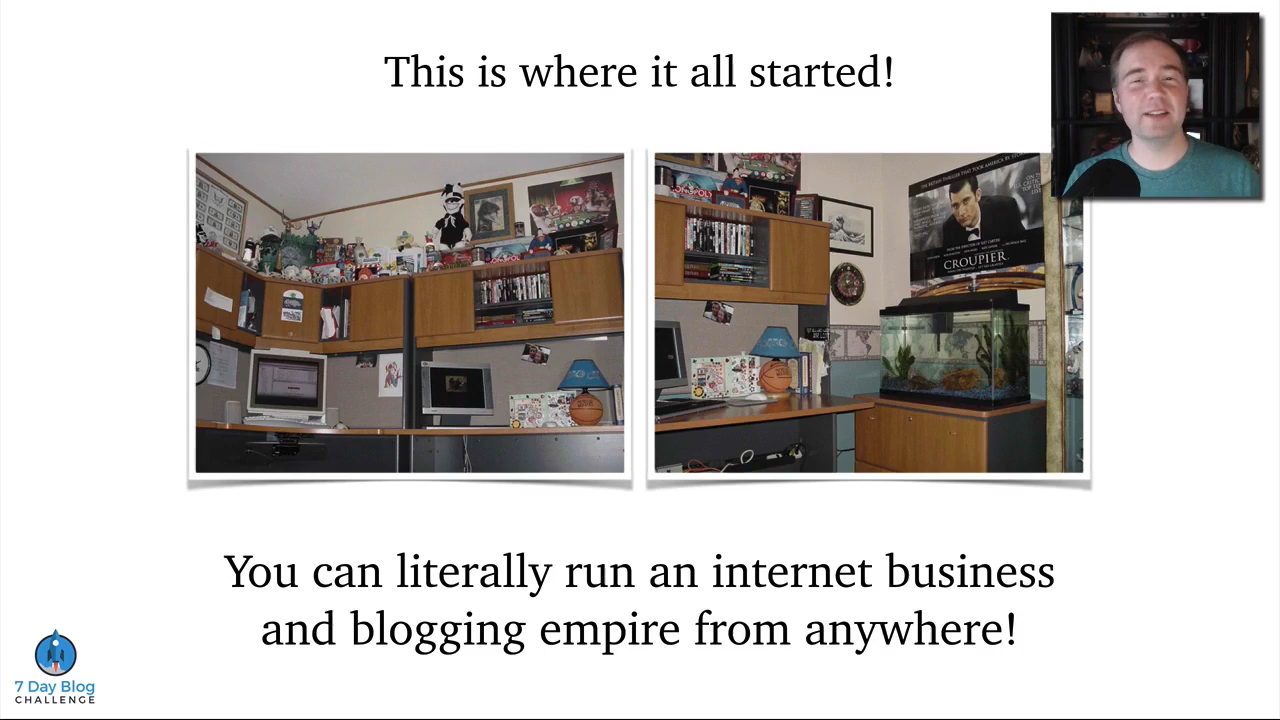 This is where it all started!
MONOPOLY
CROUPIER
You can literally run an internet business
and blogging empire from anywhere!
7 Day Blog
CHALLENGE